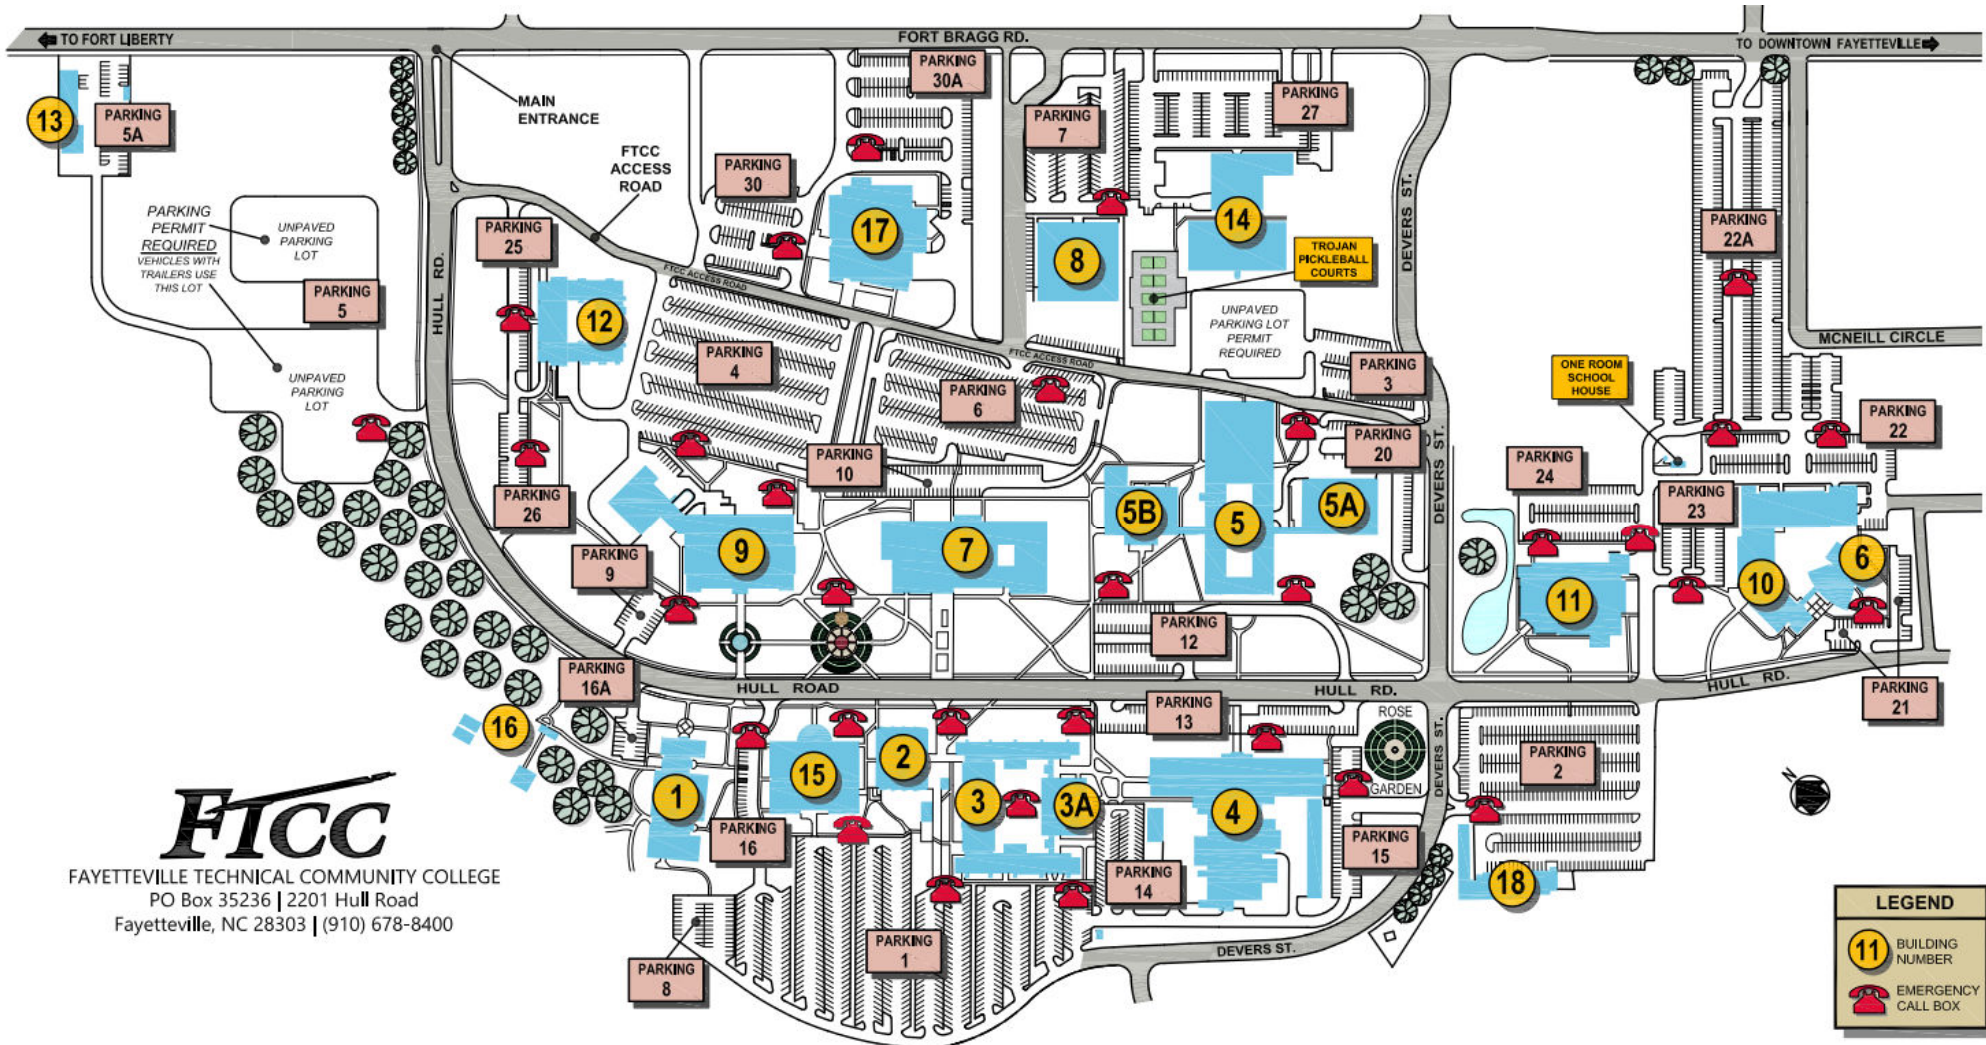 TO FORT LIBERTY
FORT BRAGG RD.
TO DOWNTOWN FAYETTEVILLE
MAIN
ENTRANCE
FTCC
ACCESS
ROAD
13
PARKING
5A
PARKING
30A
PARKING
7
PARKING
27
PARKING
30
PARKING
PERMIT
REQUIRED
VEHICLES WITH
TRAILERS USE
THIS LOT
UNPAVED
PARKING
LOT
PARKING
5
UNPAVED
PARKING
LOT
HULL RD.
PARKING
25
12
17
8
14
TROJAN
PICKLEBALL
COURTS
DEVERS ST.
PARKING
22A
FTCC ACCESS ROAD
UNPAVED
PARKING LOT
PERMIT
REQUIRED
MCNEILL CIRCLE
FTCC ACCESS ROAD
PARKING
4
PARKING
6
PARKING
3
ONE ROOM
SCHOOL
HOUSE
PARKING
22
PARKING
10
PARKING
20
PARKING
24
DEVERS ST.
PARKING
26
PARKING
23
9
7
5B
5
5A
PARKING
9
11
10
6
PARKING
12
PARKING
16A
HULL ROAD
HULL RD.
HULL RD.
PARKING
21
16
PARKING
13
ROSE
GARDEN
DEVERS ST.
PARKING
2
N
1
15
2
3
3A
4
PARKING
16
PARKING
14
PARKING
15
18
PARKING
1
DEVERS ST.
PARKING
8
FTCC
FAYETTEVILLE TECHNICAL COMMUNITY COLLEGE
PO Box 35236 | 2201 Hull Road
Fayetteville, NC 28303 | (910) 678-8400
LEGEND
11
BUILDING
NUMBER
EMERGENCY
CALL BOX